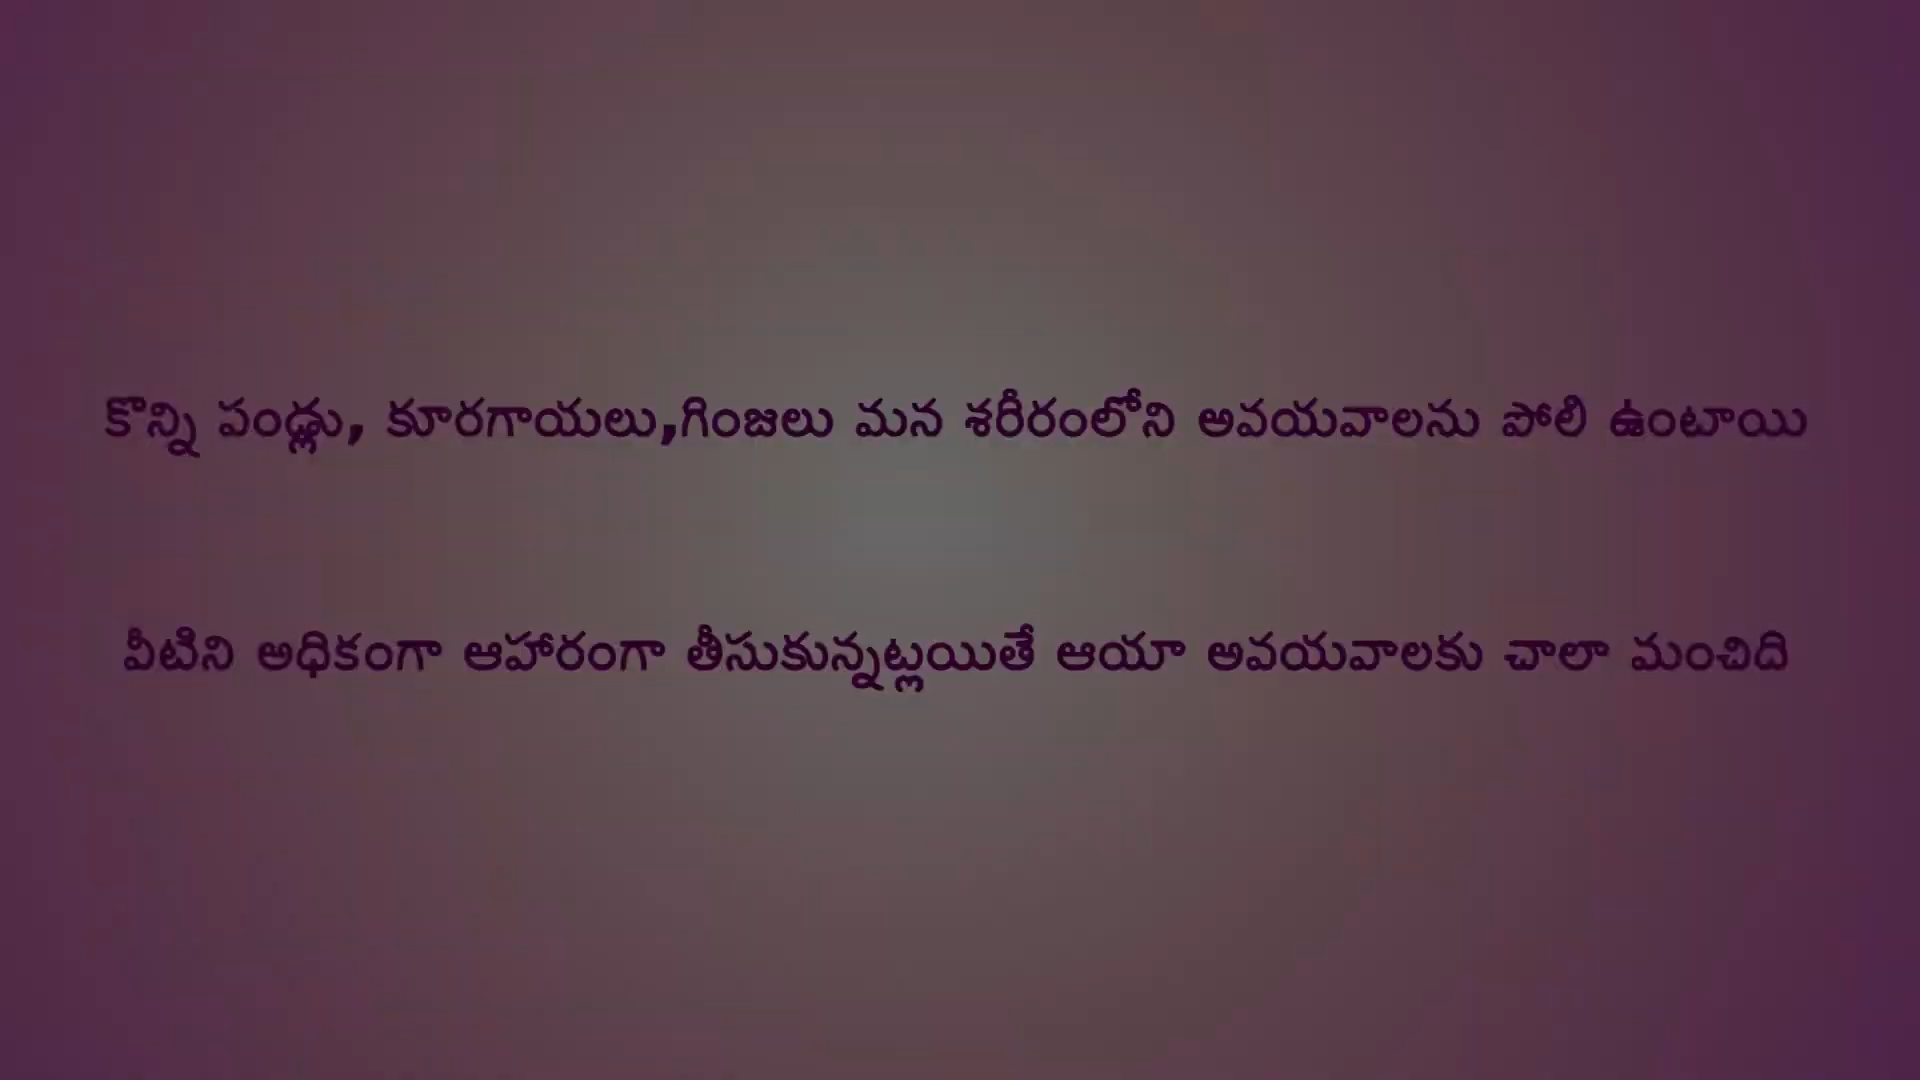 కొన్ని పండ్లు, కూరగాయలు,గింజలు మన శరీరంలోని అవయవాలను పోలి ఉంటాయి
వీటిని అధికంగా ఆహారంగా తీసుకున్నట్లయితే ఆయా అవయవాలకు చాలా మంచిది